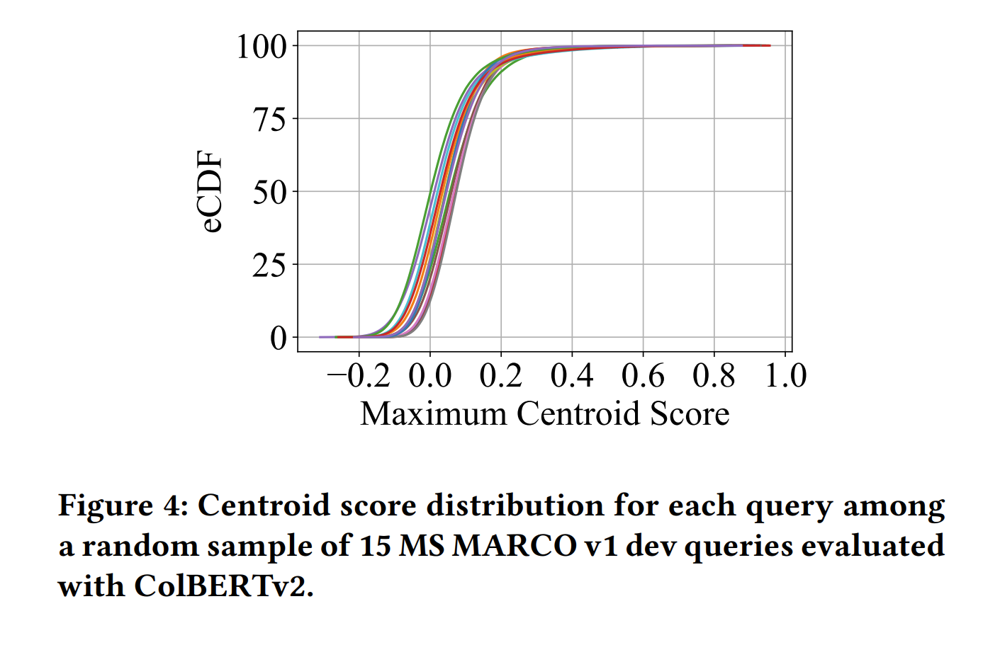 100
75
50
25
0
eCDF
−0.2 0.0 0.2 0.4 0.6 0.8 1.0
Maximum Centroid Score
Figure 4: Centroid score distribution for each query among
a random sample of 15 MS MARCO v1 dev queries evaluated
with ColBERTv2.